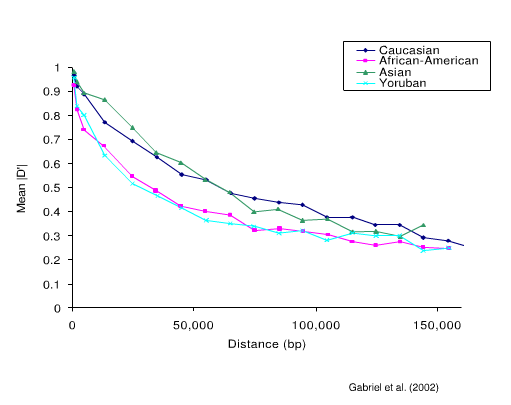 Caucasian
African-American
Asian
Yoruban
1
0.9
0.8
0.7
0.6
0.5
0.4
0.3
0.2
0.1
0
Mean |D'|
0 50,000 100,000 150,000
Distance (bp)
Gabriel et al. (2002)